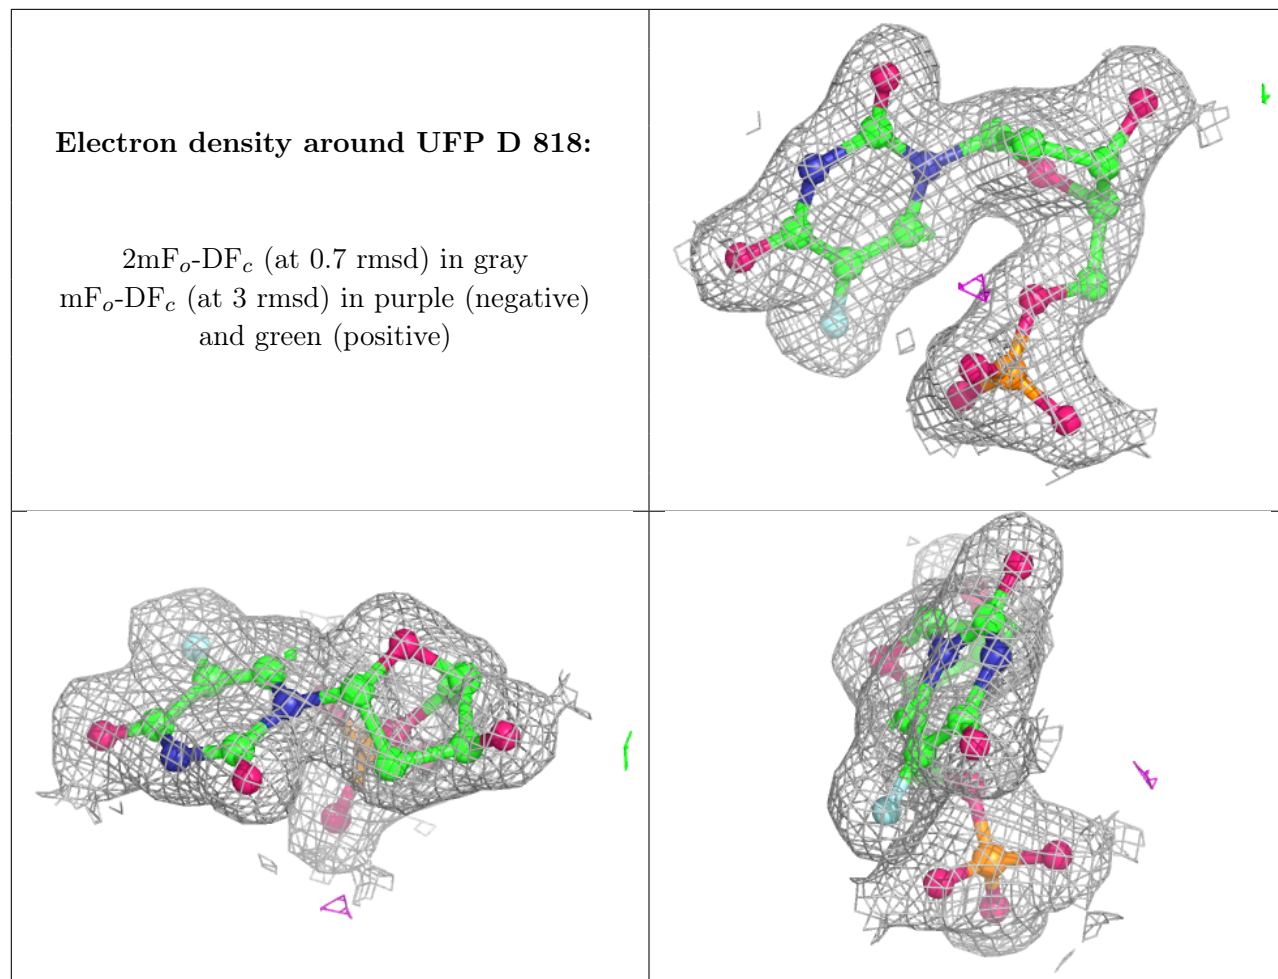 Electron density around UFP D 818:
2mFₒ-DF𝒸 (at 0.7 rmsd) in gray
mFₒ-DF𝒸 (at 3 rmsd) in purple (negative)
and green (positive)